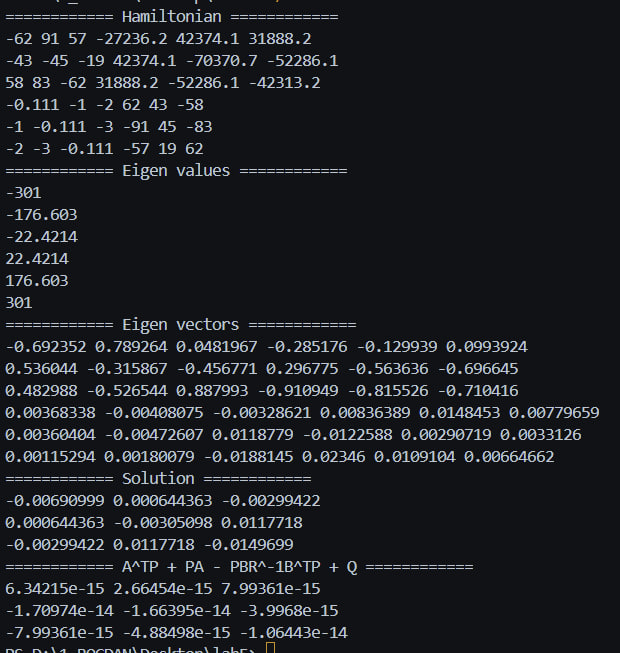 ============ Hamiltonian ============
-62 91 57 -27236.2 42374.1 31888.2
-43 -45 -19 42374.1 -70370.7 -52286.1
58 83 -62 31888.2 -52286.1 -42313.2
-0.111 -1 -2 62 43 -58
-1 -0.111 -3 -91 45 -83
-2 -3 -0.111 -57 19 62
============ Eigen values ============
-301
-176.603
-22.4214
22.4214
176.603
301
============ Eigen vectors ============
-0.692352 0.789264 0.0481967 -0.285176 -0.129939 0.0993924
0.536044 -0.315867 -0.456771 0.296775 -0.563636 -0.696645
0.482988 -0.526544 0.887993 -0.910949 -0.815526 -0.710416
0.00368338 -0.00408075 -0.00328621 0.00836389 0.0148453 0.00779659
0.00360404 -0.00472607 0.0118779 -0.0122588 0.00290719 0.0033126
0.00115294 0.00180079 -0.0188145 0.02346 0.0109104 0.00664662
============ Solution ============
-0.00690999 0.000644363 -0.00299422
0.000644363 -0.00305098 0.0117718
-0.00299422 0.0117718 -0.0149699
============ A^TP + PA - PBR^-1B^TP + Q ============
6.34215e-15 2.66454e-15 7.99361e-15
-1.70974e-14 -1.66395e-14 -3.9968e-15
-7.99361e-15 -4.88498e-15 -1.06443e-14